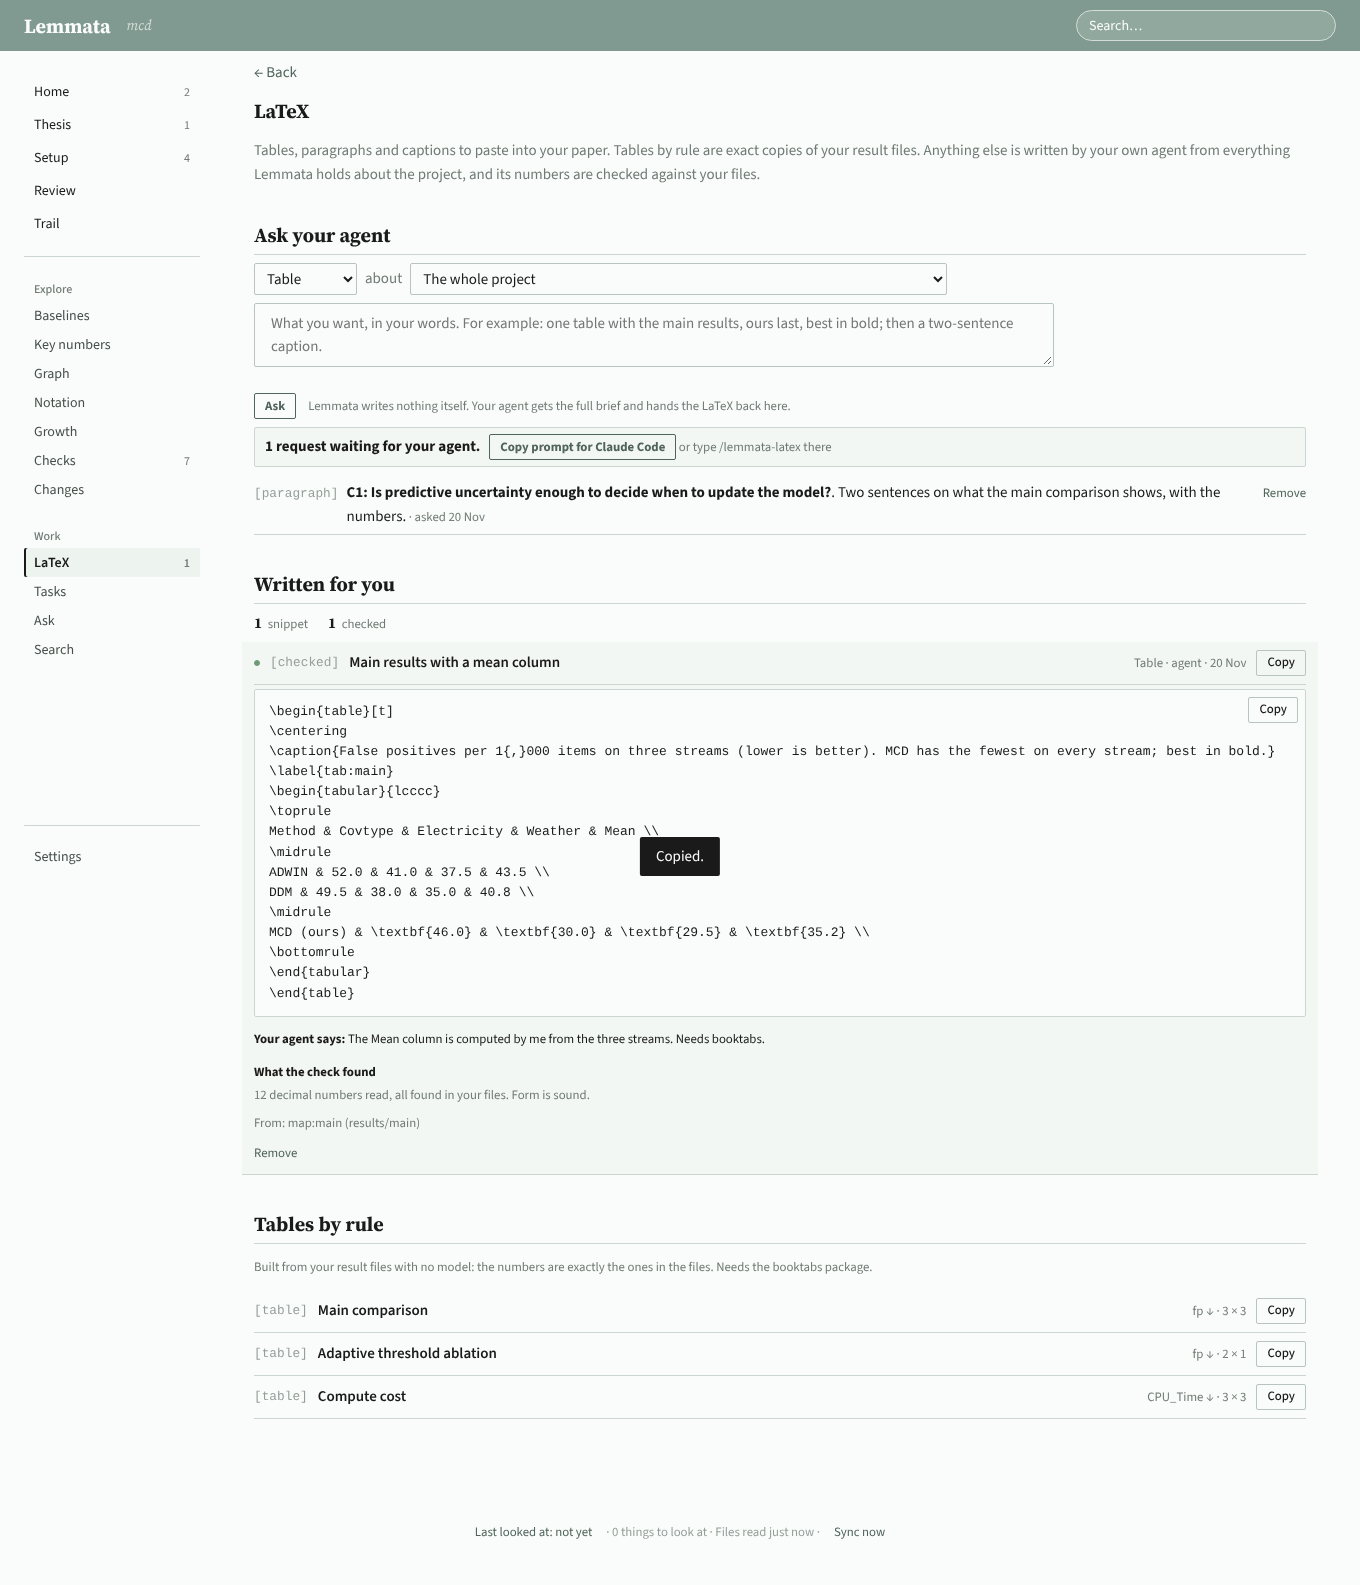 Lemmata mcd
Search…
Home 2
Thesis 1
Setup 4
Review
Trail
Explore
Baselines
Key numbers
Graph
Notation
Growth
Checks 7
Changes
Work
LaTeX 1
Tasks
Ask
Search
Settings
← Back
LaTeX
Tables, paragraphs and captions to paste into your paper. Tables by rule are exact copies of your result files. Anything else is written by your own agent from everything
Lemmata holds about the project, and its numbers are checked against your files.
Ask your agent
Table about The whole project
What you want, in your words. For example: one table with the main results, ours last, best in bold; then a two-sentence
caption.
Ask Lemmata writes nothing itself. Your agent gets the full brief and hands the LaTeX back here.
1 request waiting for your agent. Copy prompt for Claude Code or type /lemmata-latex there
[paragraph] C1: Is predictive uncertainty enough to decide when to update the model?. Two sentences on what the main comparison shows, with the Remove
numbers. · asked 20 Nov
Written for you
1 snippet 1 checked
[checked] Main results with a mean column Table · agent · 20 Nov Copy
Copy
\begin{table}[t]
\centering
\caption{False positives per 1{,}000 items on three streams (lower is better). MCD has the fewest on every stream; best in bold.}
\label{tab:main}
\begin{tabular}{lcccc}
\toprule
Method & Covtype & Electricity & Weather & Mean \\
\midrule
ADWIN & 52.0 & 41.0 & 37.5 & 43.5 \\
DDM & 49.5 & 38.0 & 35.0 & 40.8 \\
\midrule
MCD (ours) & \textbf{46.0} & \textbf{30.0} & \textbf{29.5} & \textbf{35.2} \\
\bottomrule
\end{tabular}
\end{table}
Copied.
Your agent says: The Mean column is computed by me from the three streams. Needs booktabs.
What the check found
12 decimal numbers read, all found in your files. Form is sound.
From: map:main (results/main)
Remove
Tables by rule
Built from your result files with no model: the numbers are exactly the ones in the files. Needs the booktabs package.
[table] Main comparison fp ↓ · 3 × 3 Copy
[table] Adaptive threshold ablation fp ↓ · 2 × 1 Copy
[table] Compute cost CPU_Time ↓ · 3 × 3 Copy
Last looked at: not yet · 0 things to look at · Files read just now · Sync now